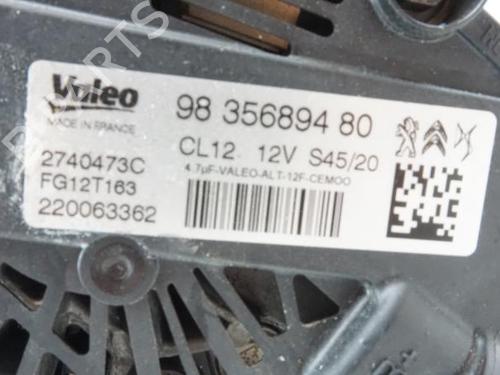 Valeo
MADE IN FRANCE
98 356894 80
CL12 12V S45/20
4.7µF-VALEO-ALT-12F-CEMOO
2740473C
FG12T163
220063362
B+